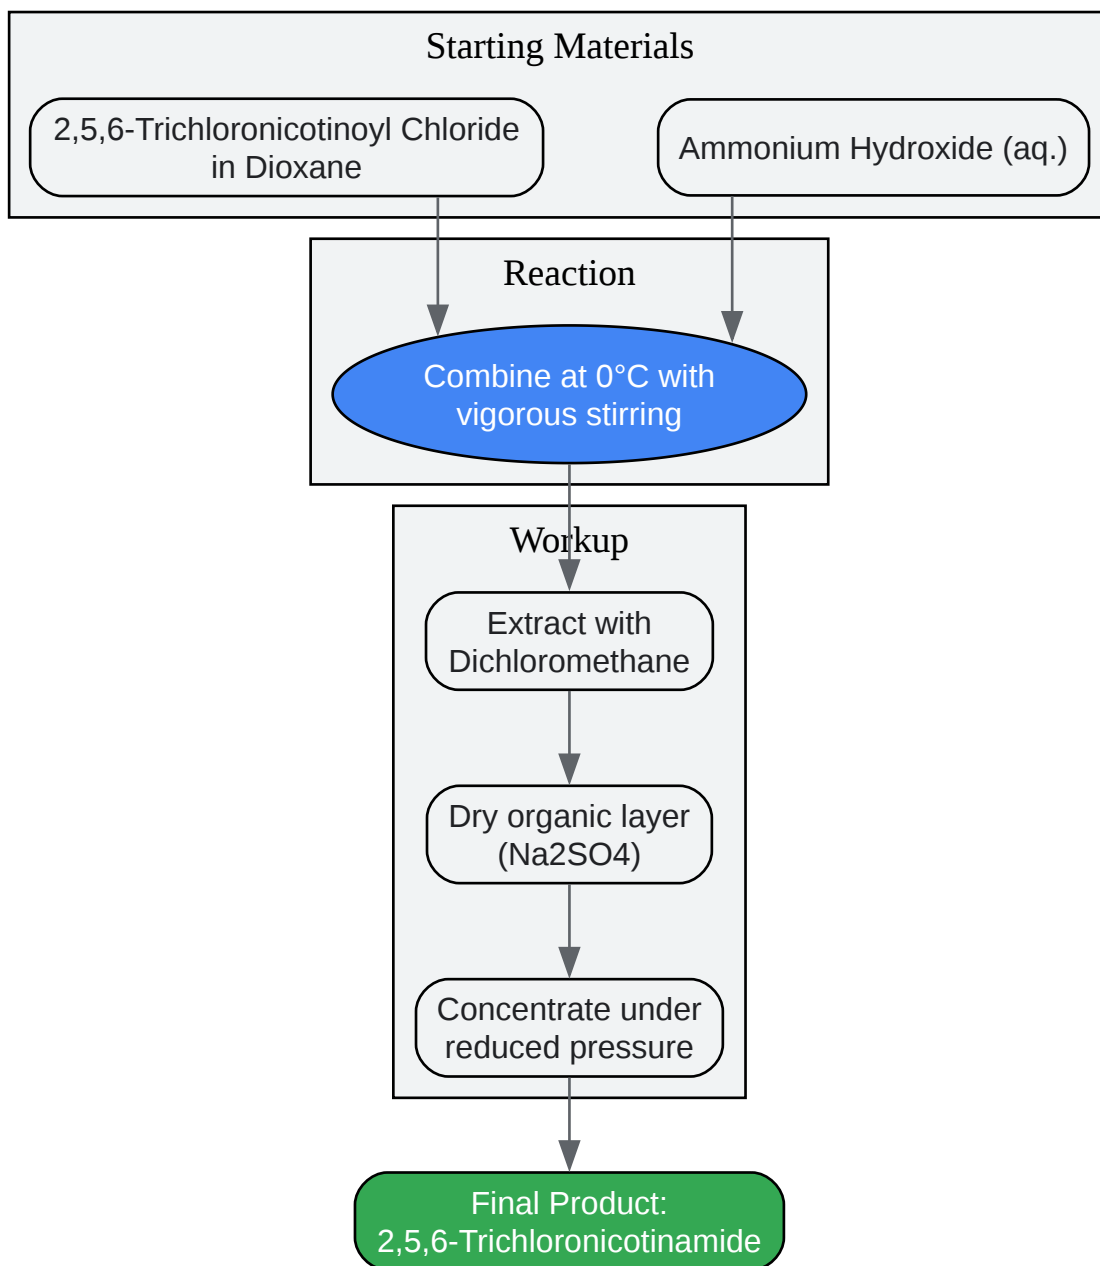 Starting Materials
2,5,6-Trichloronicotinoyl Chloride
in Dioxane
Ammonium Hydroxide (aq.)
Reaction
Combine at 0°C with
vigorous stirring
Workup
Extract with
Dichloromethane
Dry organic layer
(Na2SO4)
Concentrate under
reduced pressure
Final Product:
2,5,6-Trichloronicotinamide